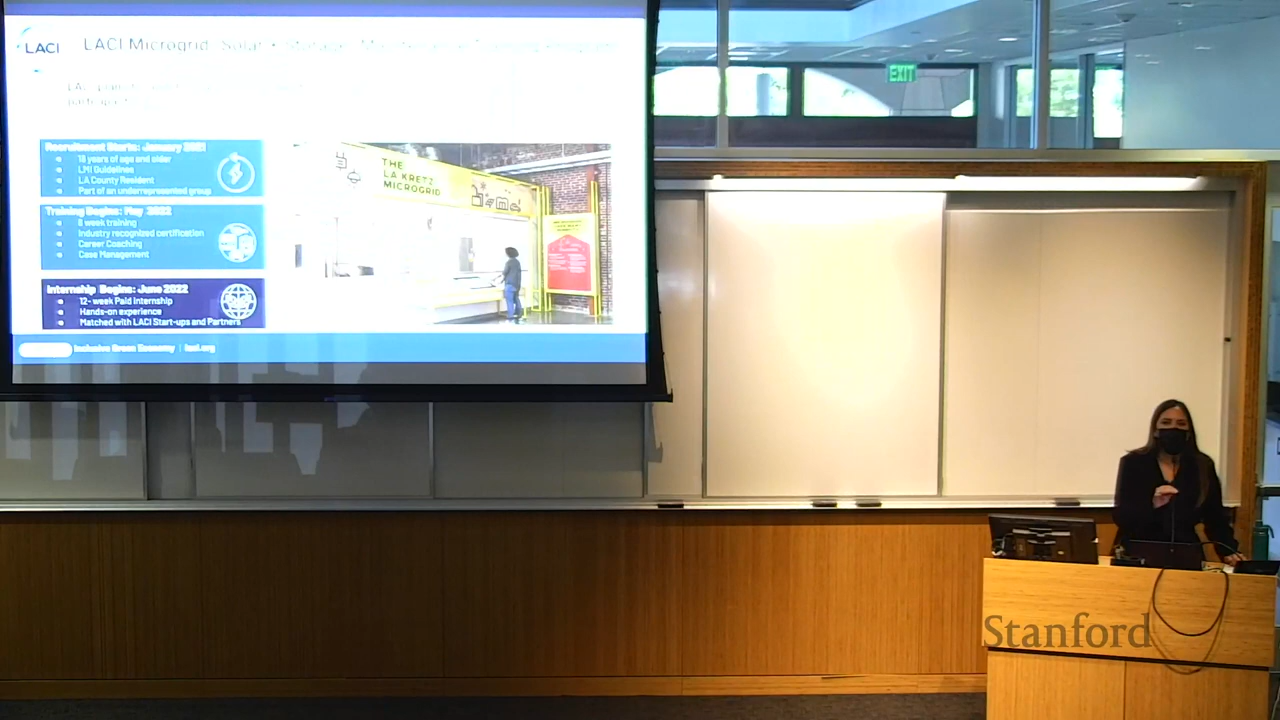 LACI
LACI Microgrid, Solar + Storage, Maintenance Training Program
Recruitment Starts: January 2021
18 years of age and older
LMI Guidelines
LA County Resident
Part of an underrepresented group
Training Begins: May 2022
8 week training
Industry recognized certification
Career Coaching
Case Management
Internship Begins: June 2022
12- week Paid Internship
Hands-on experience
Matched with LACI Start-ups and Partners
Inclusive Green Economy | laci.org
THE
LA KRETZ
MICROGRID
EXIT
Stanford